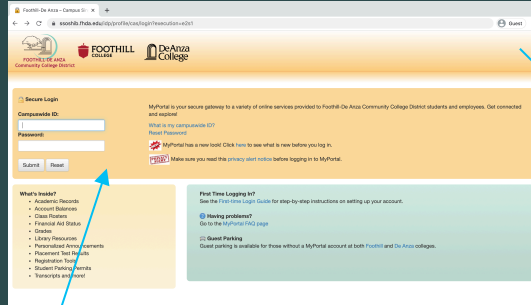 Foothill-De Anza – Campus Si
ssoshib.fhda.edu/idp/profile/cas/login?execution=e2s1
Guest
FOOTHILL-DE ANZA
Community College District
FOOTHILL
COLLEGE
DeAnza
College
Secure Login
Campuswide ID:
Password:
Submit Reset
MyPortal is your secure gateway to a variety of online services provided to Foothill-De Anza Community College District students and employees. Get connected
and explore!
What is my campuswide ID?
Reset Password
MyPortal has a new look! Click here to see what is new before you log in.
Make sure you read this privacy alert notice before logging in to MyPortal.
What's Inside?
• Academic Records
• Account Balances
• Class Rosters
• Financial Aid Status
• Grades
• Library Resources
• Personalized Announcements
• Placement Test Results
• Registration Tools
• Student Parking Permits
• Transcripts and more!
First Time Logging In?
See the First-time Login Guide for step-by-step instructions on setting up your account.
Having problems?
Go to the MyPortal FAQ page
Guest Parking
Guest parking is available for those without a MyPortal account at both Foothill and De Anza colleges.